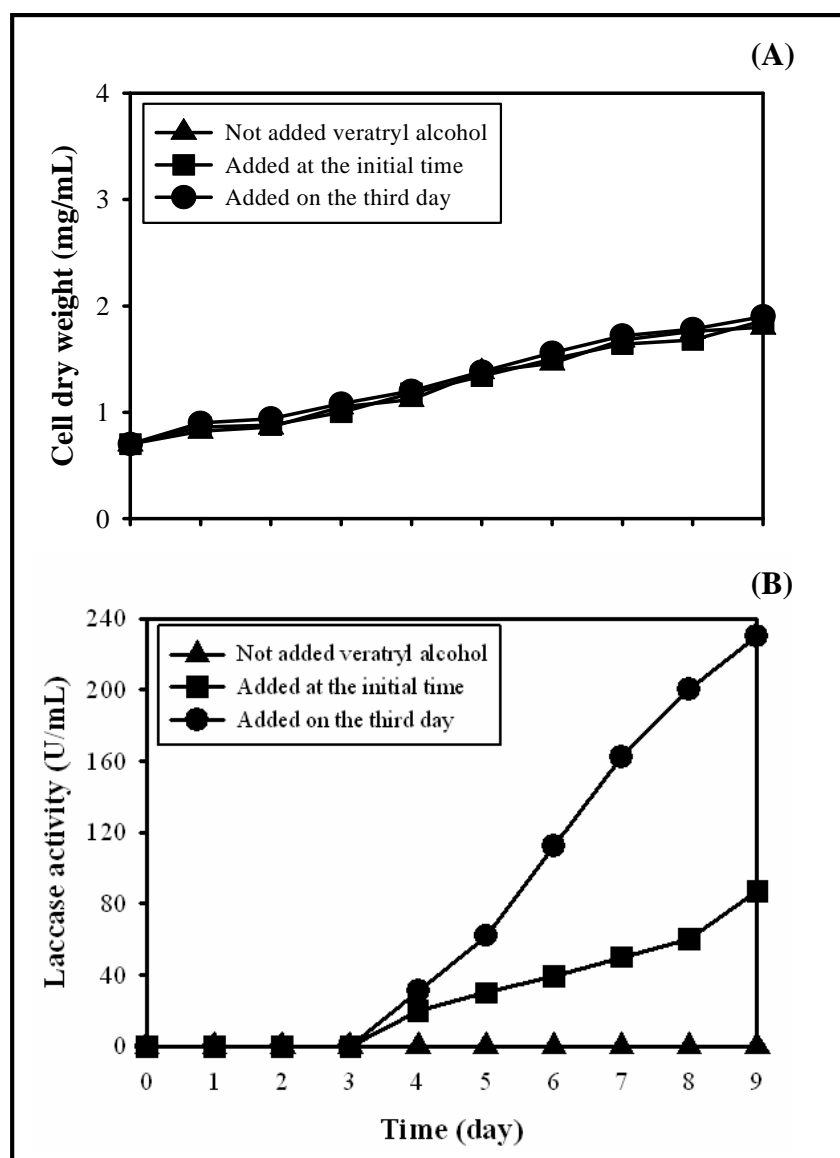 (A)
4
3
2
1
0
Cell dry weight (mg/mL)
Not added veratryl alcohol
Added at the initial time
Added on the third day
(B)
240
200
160
120
80
40
0
Laccase activity (U/mL)
Not added veratryl alcohol
Added at the initial time
Added on the third day
0 1 2 3 4 5 6 7 8 9
Time (day)